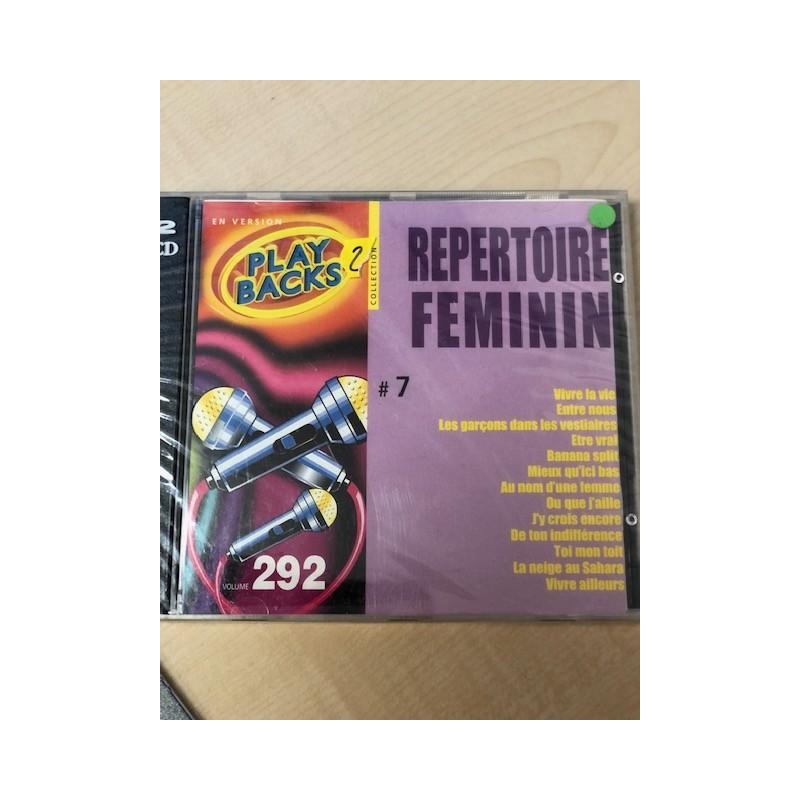 2
CD
EN VERSION
PLAY
BACKS 2
COLLECTION
REPERTOIRE
FEMININ
# 7
Vivre la vie
Entre nous
Les garçons dans les vestiaires
Etre vrai
Banana split
Mieux qu'ici bas
Au nom d'une femme
Ou que j'aille
J'y crois encore
De ton indifférence
Toi mon toit
La neige au Sahara
Vivre ailleurs
VOLUME 292